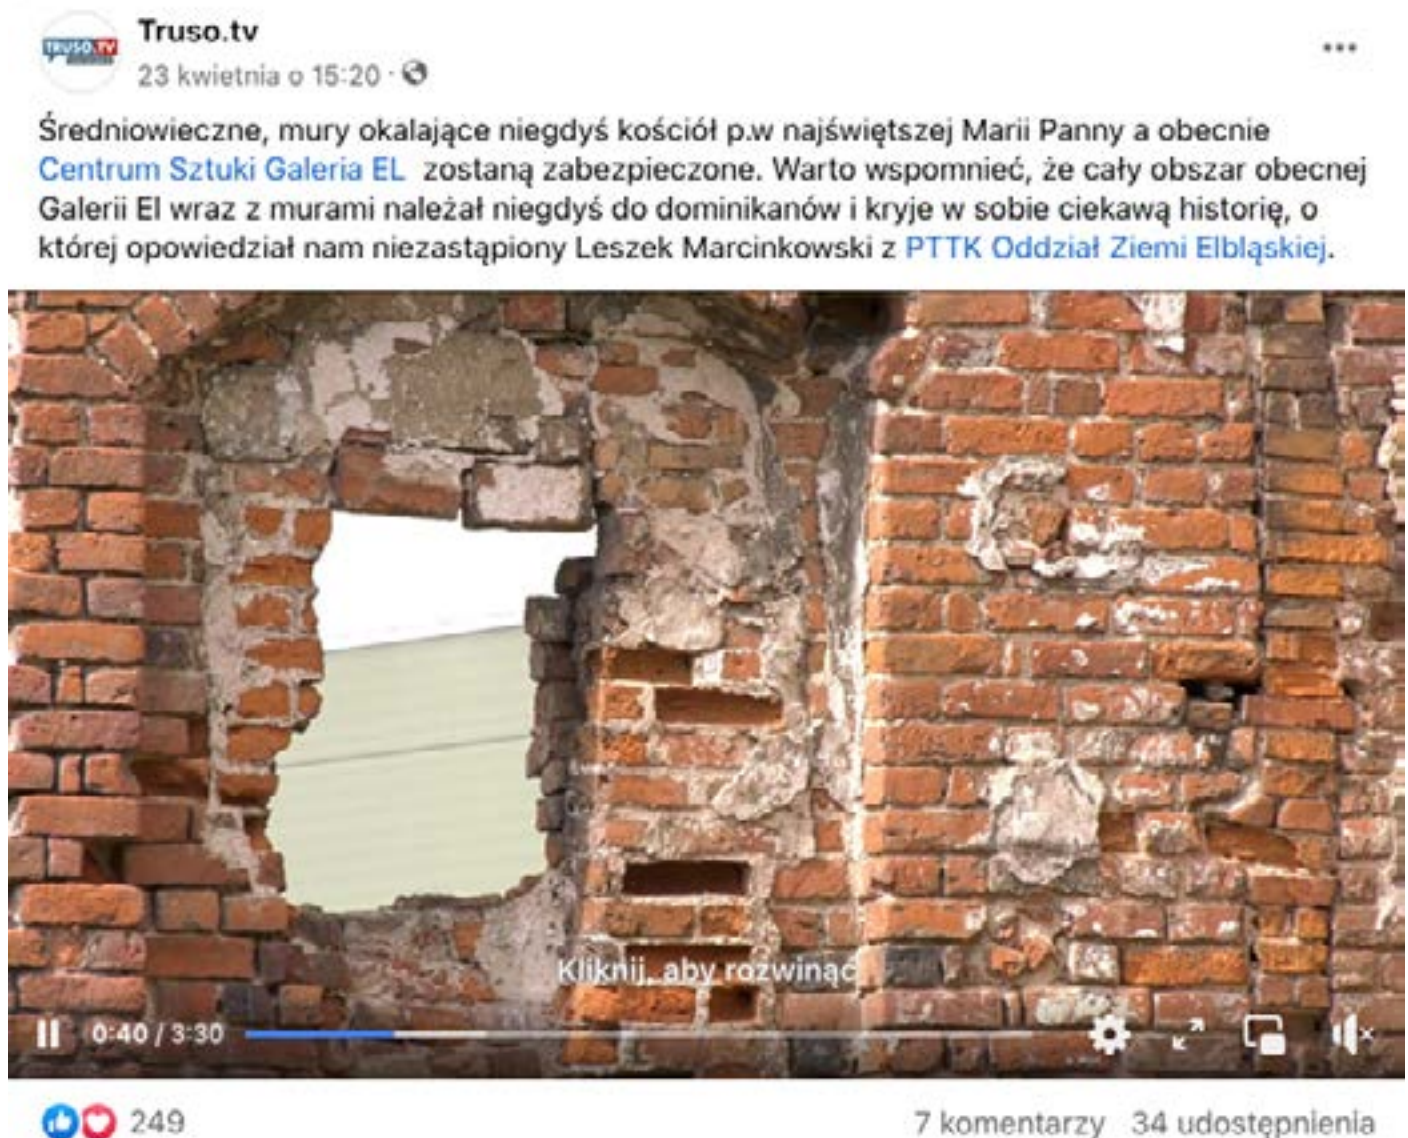 TRUSO.TV
Truso.tv
23 kwietnia o 15:20 ·
Średniowieczne, mury okalające niegdyś kościół p.w najświętszej Marii Panny a obecnie
Centrum Sztuki Galeria EL zostaną zabezpieczone. Warto wspomnieć, że cały obszar obecnej
Galerii El wraz z murami należał niegdyś do dominikanów i kryje w sobie ciekawą historię, o
której opowiedział nam niezastąpiony Leszek Marcinkowski z PTTK Oddział Ziemi Elbląskiej.
Kliknij, aby rozwinąć
0:40 / 3:30
249
7 komentarzy 34 udostępnienia